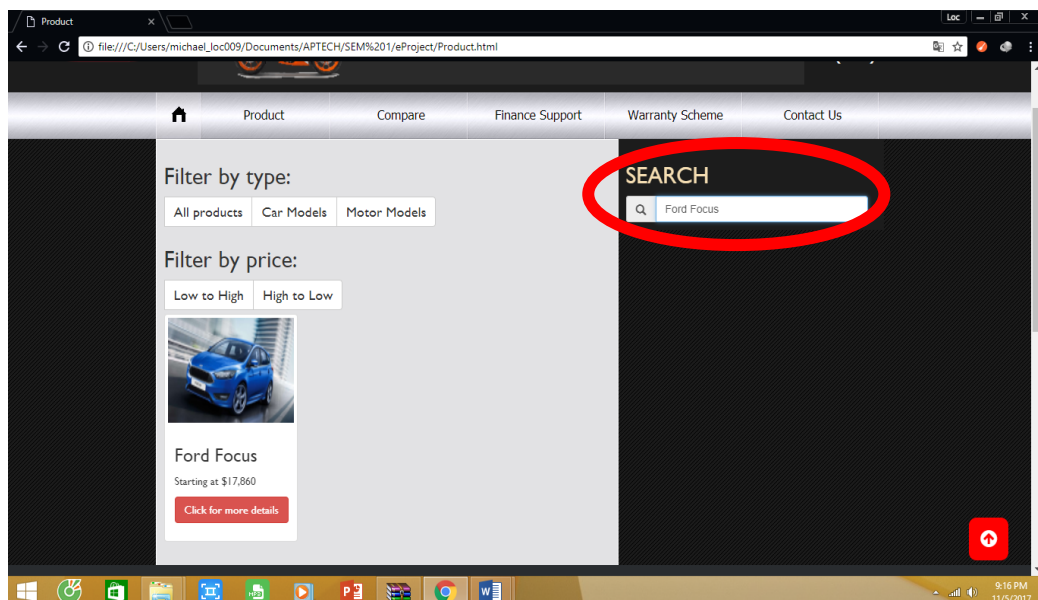 Product
Loc
file:///C:/Users/michael_loc009/Documents/APTECH/SEM%201/eProject/Product.html
Product Compare Finance Support Warranty Scheme Contact Us
Filter by type:
All products Car Models Motor Models
Filter by price:
Low to High High to Low
Ford Focus
Starting at $17,860
Click for more details
SEARCH
Ford Focus
9:16 PM
11/5/2017